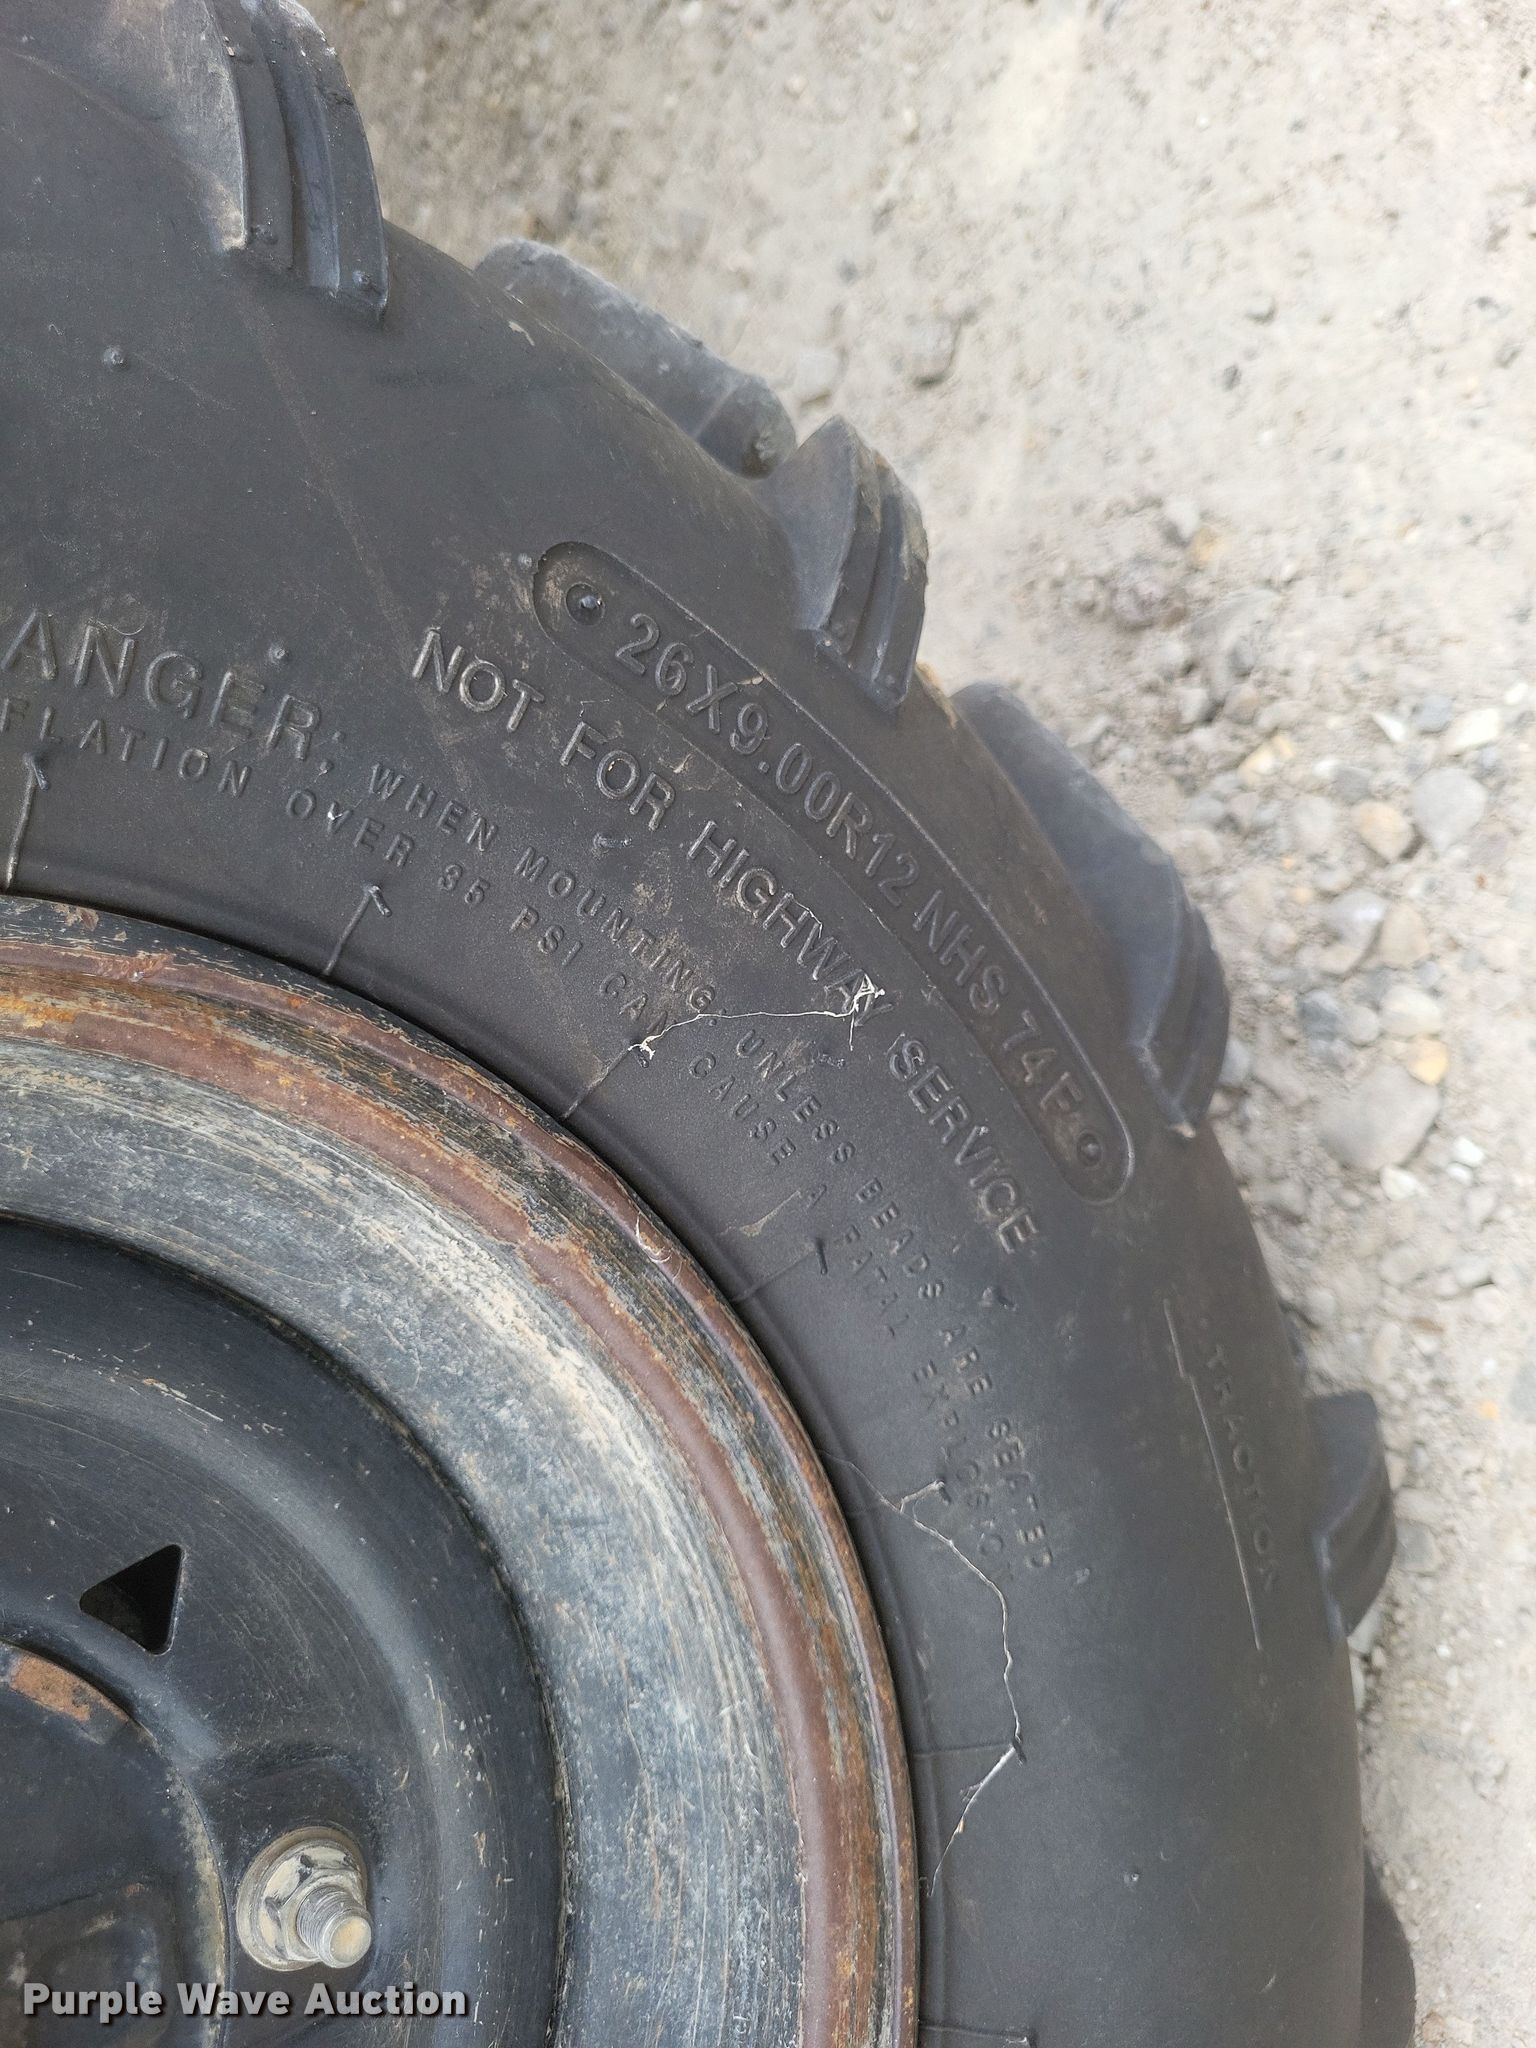 26X9.00R12 NHS 74F
NOT FOR HIGHWAY SERVICE
ANGER; WHEN MOUNTING, UNLESS BEADS ARE SEATED
FLATION OVER 35 PSI CAN CAUSE A FATAL EXPLOSION
TRACTION
Purple Wave Auction